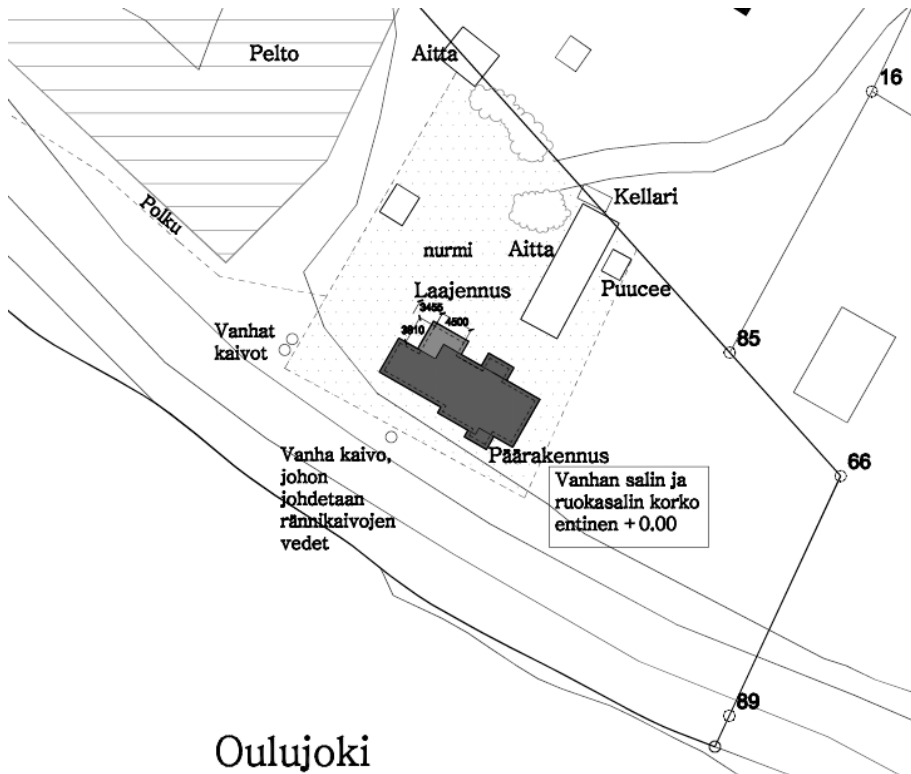 Pelto
Aitta
16
Polku
Kellari
nurmi
Aitta
Puucee
Laajennus
3455
4500
3810
Vanhat
kaivot
85
Päärakennus
66
Vanha kaivo,
johon
johdetaan
rännikaivojen
vedet
Vanhan salin ja
ruokasalin korko
entinen + 0.00
89
Oulujoki